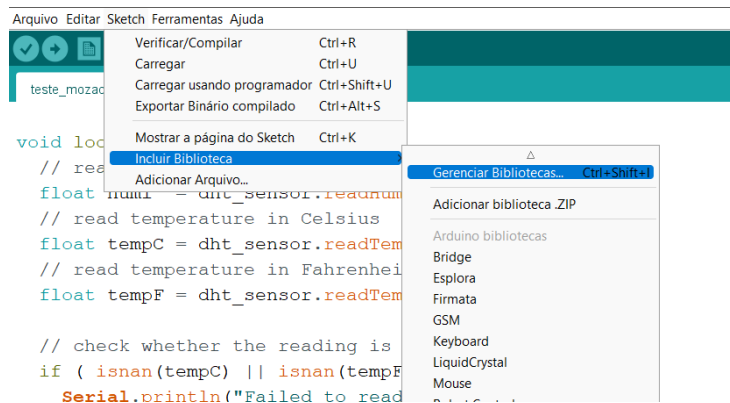 Arquivo Editar Sketch Ferramentas Ajuda
Verificar/Compilar Ctrl+R
Carregar Ctrl+U
Carregar usando programador Ctrl+Shift+U
Exportar Binário compilado Ctrl+Alt+S
Mostrar a página do Sketch Ctrl+K
Incluir Biblioteca
Adicionar Arquivo...
Gerenciar Bibliotecas... Ctrl+Shift+I
Adicionar biblioteca .ZIP
Arduino bibliotecas
Bridge
Esplora
Firmata
GSM
Keyboard
LiquidCrystal
Mouse
teste_mozac
void loo
// rea
float humi = dht_sensor.readHum
// read temperature in Celsius
float tempC = dht_sensor.readTem
// read temperature in Fahrenhei
float tempF = dht_sensor.readTem
// check whether the reading is
if ( isnan(tempC) || isnan(tempF
Serial.println("Failed to read